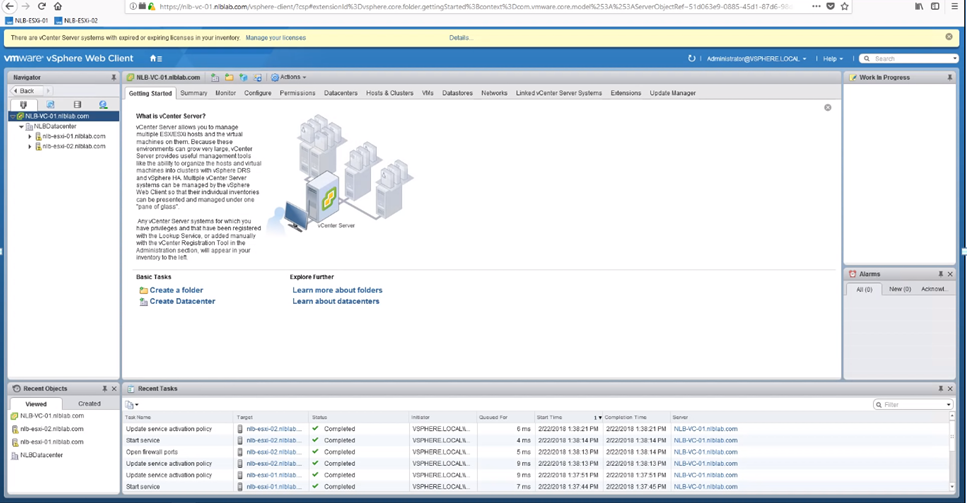 https://nlb-vc-01.nlblab.com/vsphere-client/?csp#extensionId%3Dvsphere.core.folder.gettingStarted%3Bcontext%3Dcom.vmware.core.model%253A%253AServerObjectRef~51d063e9-0885-45d1-87d6-9
NLB-ESXi-01 NLB-ESXi-02
There are vCenter Server systems with expired or expiring licenses in your inventory. Manage your licenses Details...
vmware vSphere Web Client
Administrator@VSPHERE.LOCAL Help Search
Navigator
Back
NLB-VC-01.nlblab.com
NLBDatacenter
nlb-esxi-01.nlblab.com
nlb-esxi-02.nlblab.com
NLB-VC-01.nlblab.com Actions
Getting Started Summary Monitor Configure Permissions Datacenters Hosts & Clusters VMs Datastores Networks Linked vCenter Server Systems Extensions Update Manager
What is vCenter Server?
vCenter Server allows you to manage
multiple ESX/ESXi hosts and the virtual
machines on them. Because these
environments can grow very large, vCenter
Server provides useful management tools
like the ability to organize the hosts and virtual
machines into clusters with vSphere DRS
and vSphere HA. Multiple vCenter Server
systems can be managed by the vSphere
Web Client so that their individual inventories
can be presented and managed under one
"pane of glass".
Any vCenter Server systems for which you
have privileges and that have been registered
with the Lookup Service, or added manually
with the vCenter Registration Tool in the
Administration section, will appear in your
inventory to the left.
vCenter Server
Basic Tasks
Create a folder
Create Datacenter
Explore Further
Learn more about folders
Learn about datacenters
Work In Progress
Alarms
All (0) New (0) Acknowl...
Recent Objects
Viewed Created
NLB-VC-01.nlblab.com
nlb-esxi-02.nlblab.com
nlb-esxi-01.nlblab.com
NLBDatacenter
Recent Tasks
Filter
Task Name Target Status Initiator Queued For Start Time 1 Completion Time Server
Update service activation policy nlb-esxi-02.nlblab... Completed VSPHERE.LOCAL\... 6 ms 2/22/2018 1:38:21 PM 2/22/2018 1:38:21 PM NLB-VC-01.nlblab.com
Start service nlb-esxi-02.nlblab... Completed VSPHERE.LOCAL\... 4 ms 2/22/2018 1:38:14 PM 2/22/2018 1:38:14 PM NLB-VC-01.nlblab.com
Open firewall ports nlb-esxi-02.nlblab... Completed VSPHERE.LOCAL\... 5 ms 2/22/2018 1:38:13 PM 2/22/2018 1:38:14 PM NLB-VC-01.nlblab.com
Update service activation policy nlb-esxi-02.nlblab... Completed VSPHERE.LOCAL\... 9 ms 2/22/2018 1:38:13 PM 2/22/2018 1:38:13 PM NLB-VC-01.nlblab.com
Update service activation policy nlb-esxi-01.nlblab... Completed VSPHERE.LOCAL\... 9 ms 2/22/2018 1:37:51 PM 2/22/2018 1:37:51 PM NLB-VC-01.nlblab.com
Start service nlb-esxi-01.nlblab... Completed VSPHERE.LOCAL\... 7 ms 2/22/2018 1:37:44 PM 2/22/2018 1:37:45 PM NLB-VC-01.nlblab.com